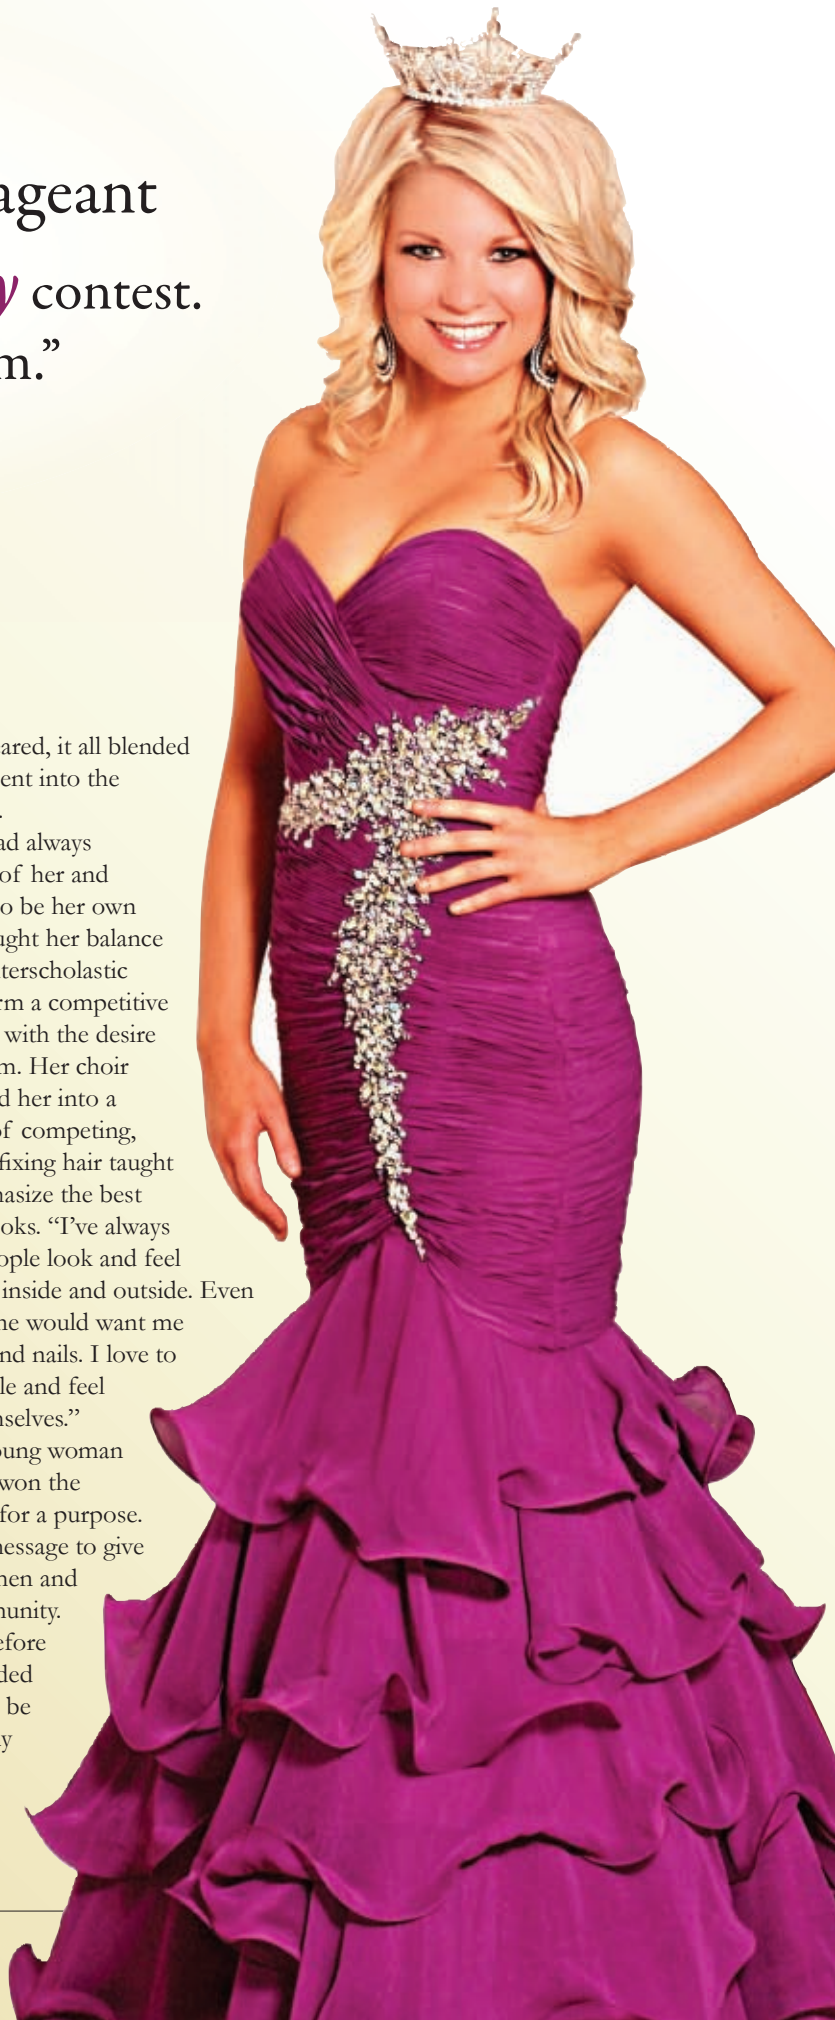 ageant
y contest.
m.”
ared, it all blended
ent into the
.
ad always
of her and
o be her own
ught her balance
terscholastic
rm a competitive
with the desire
m. Her choir
d her into a
of competing,
fixing hair taught
hasize the best
oks. “I’ve always
ople look and feel
inside and outside. Even
he would want me
nd nails. I love to
le and feel
nselves.”
oung woman
won the
for a purpose.
nessage to give
nen and
nunity.
efore
ded
be
y